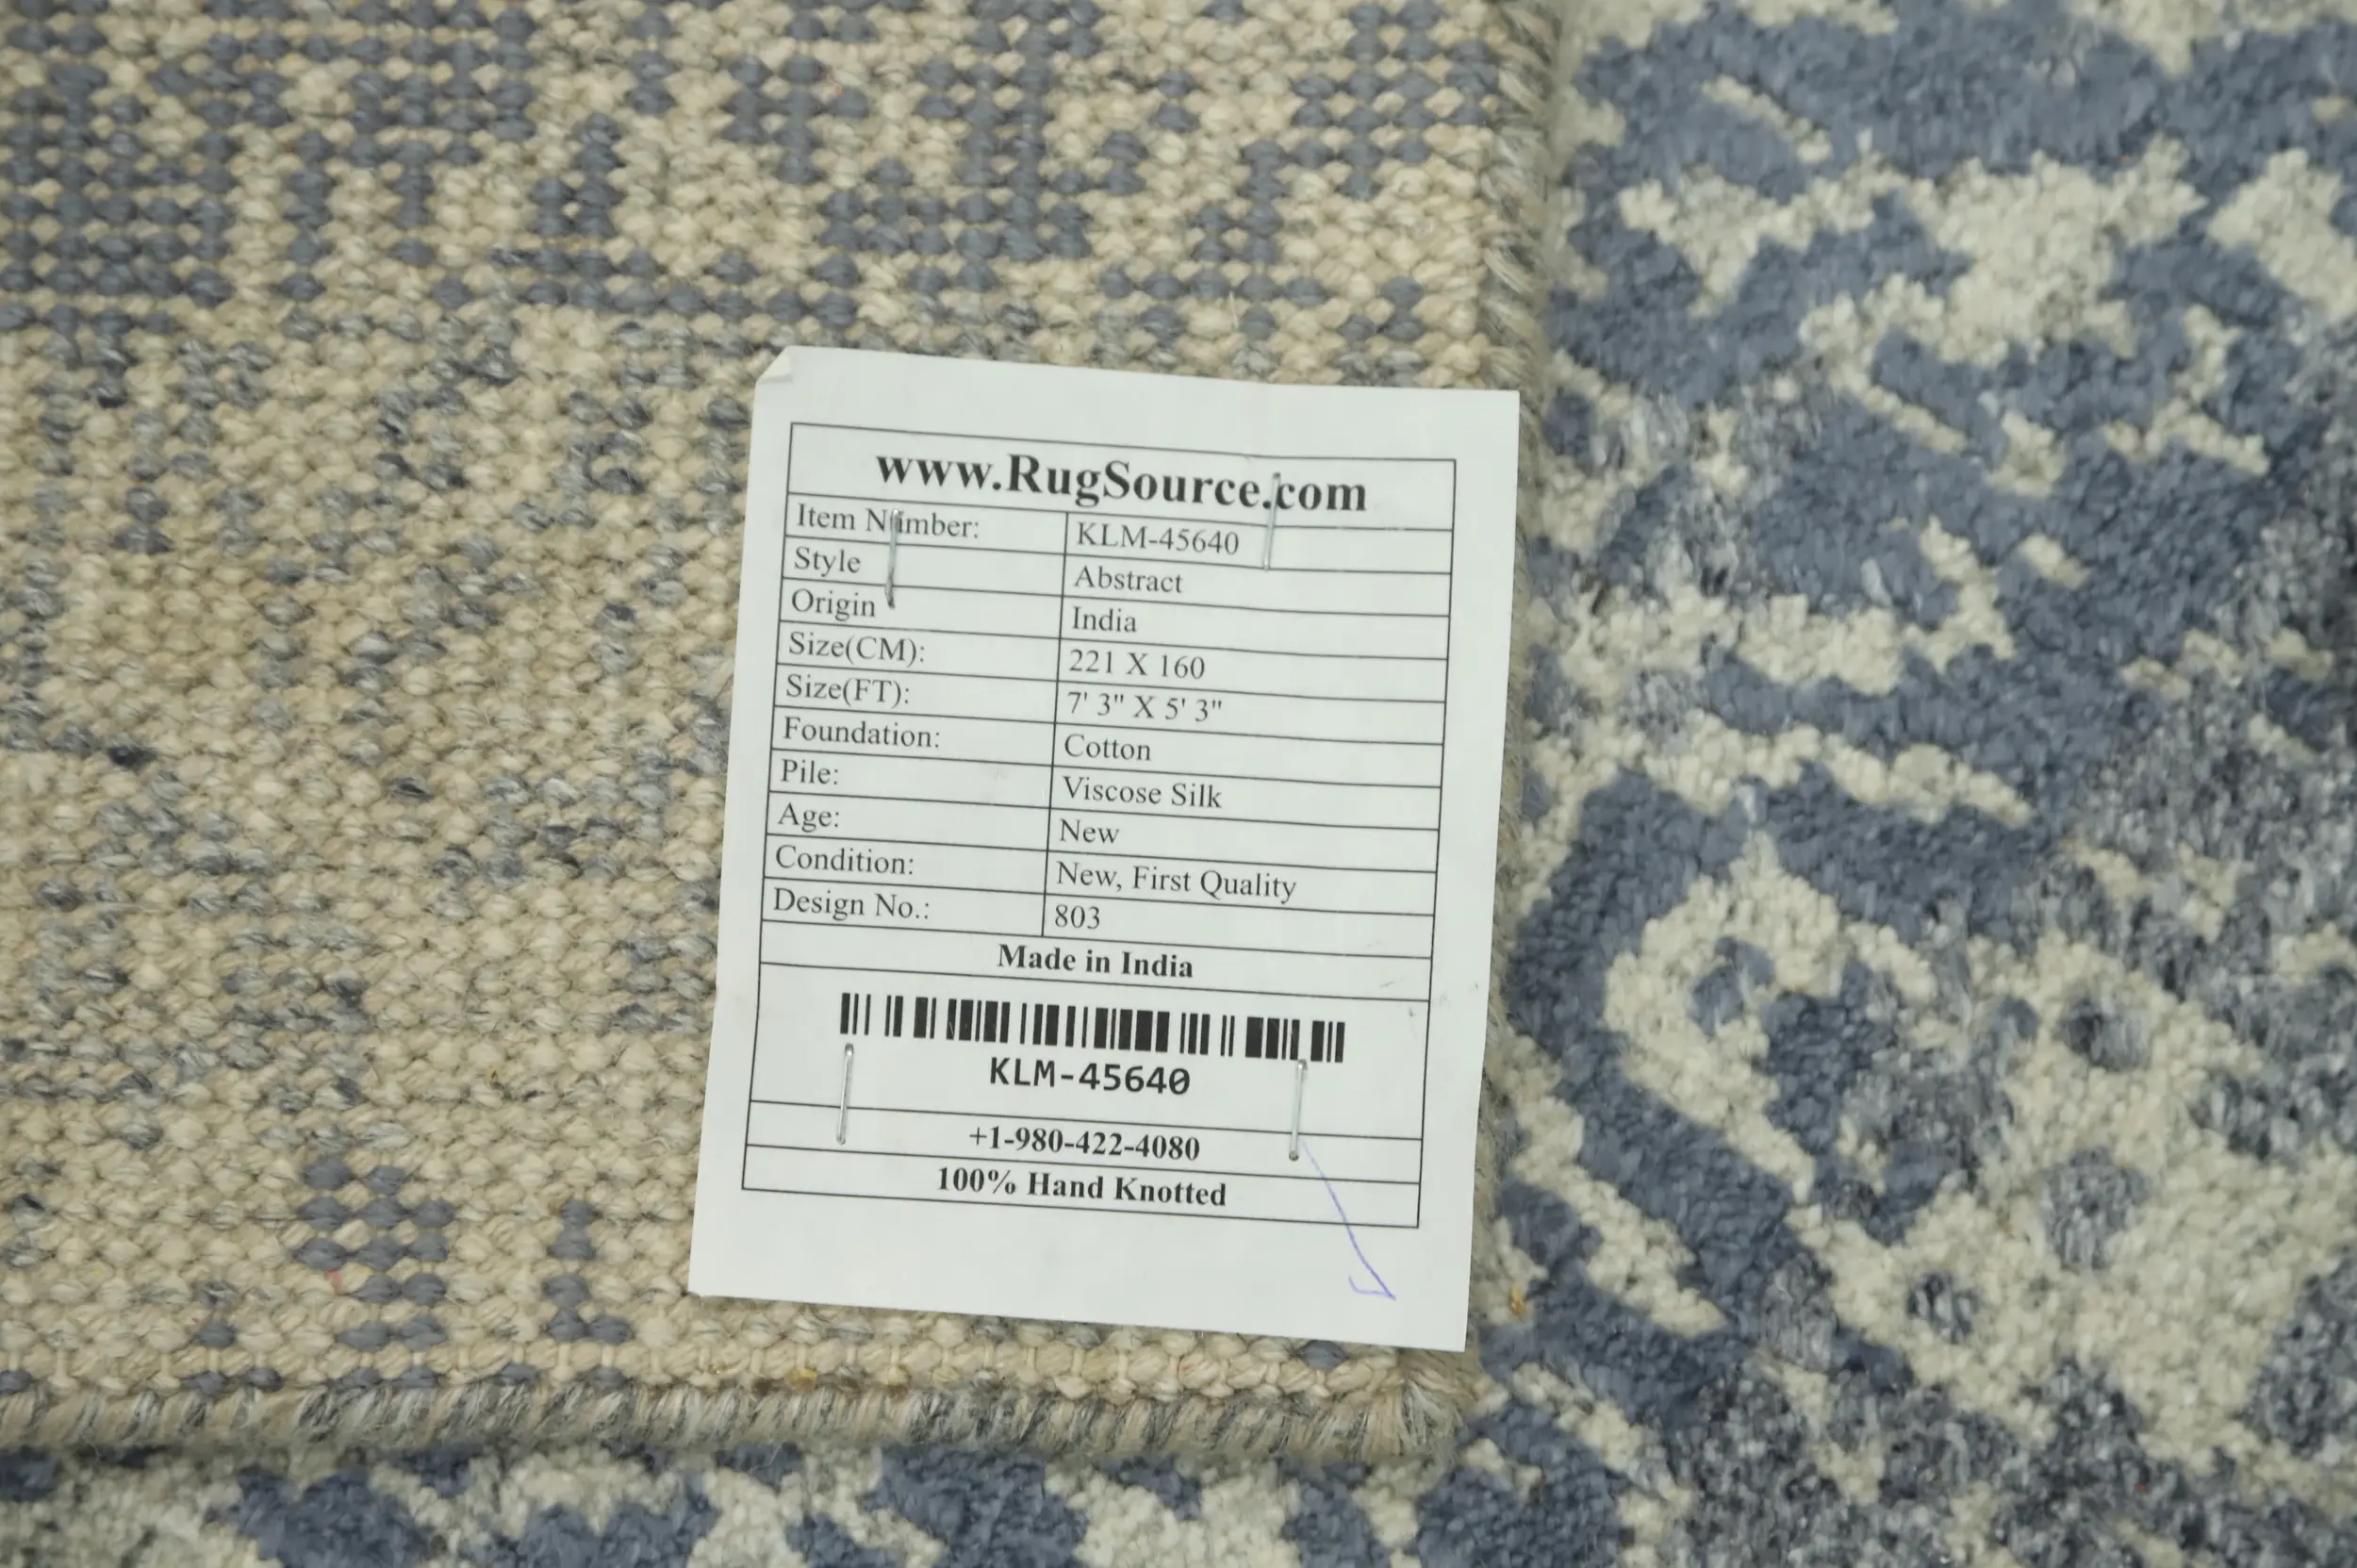 www.RugSource.com
Item Number: KLM-45640
Style Abstract
Origin India
Size(CM): 221 X 160
Size(FT): 7' 3" X 5' 3"
Foundation: Cotton
Pile: Viscose Silk
Age: New
Condition: New, First Quality
Design No.: 803
Made in India
KLM-45640
+1-980-422-4080
100% Hand Knotted